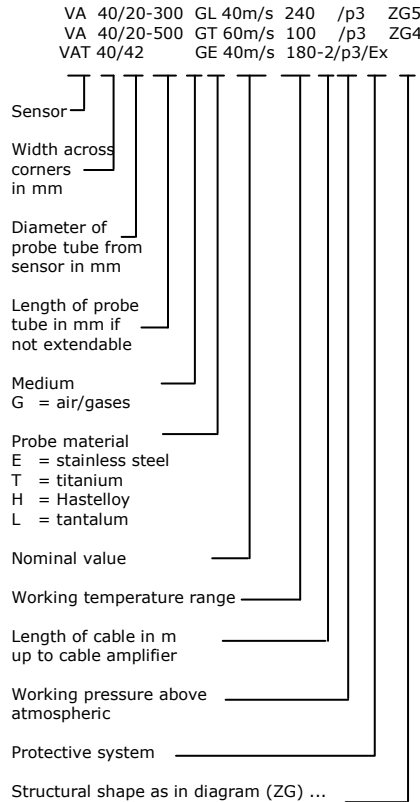 VA 40/20-300 GL 40m/s 240 /p3 ZG5
VA 40/20-500 GT 60m/s 100 /p3 ZG4
VAT 40/42 GE 40m/s 180-2/p3/Ex
Sensor
Width across
corners
in mm
Diameter of
probe tube from
sensor in mm
Length of probe
tube in mm if
not extendable
Medium
G = air/gases
Probe material
E = stainless steel
T = titanium
H = Hastelloy
L = tantalum
Nominal value
Working temperature range
Length of cable in m
up to cable amplifier
Working pressure above
atmospheric
Protective system
Structural shape as in diagram (ZG) ...